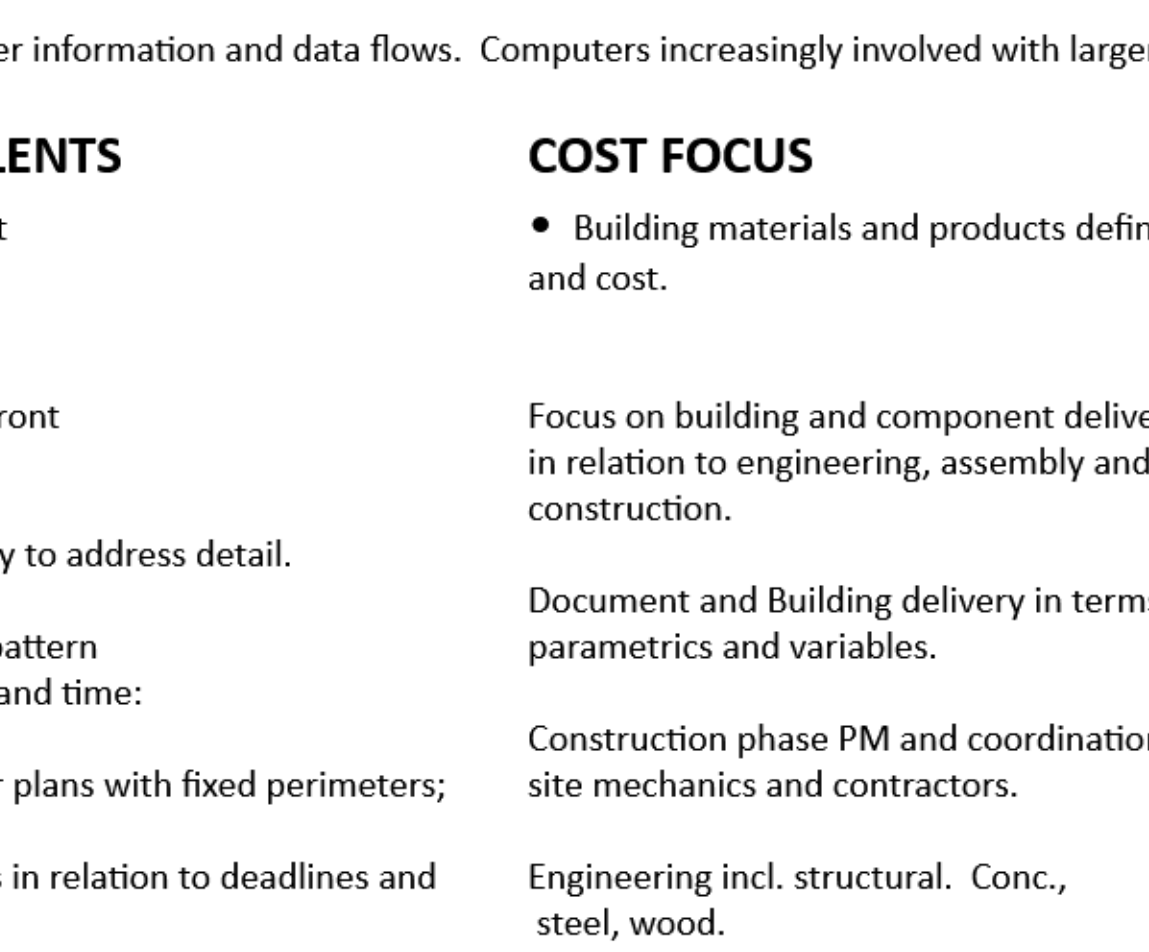 er information and data flows.  Computers increasingly involved with larger
LENTS
t
ront
y to address detail.
pattern
and time:
r plans with fixed perimeters;
s in relation to deadlines and
COST FOCUS
● Building materials and products defin
and cost.
Focus on building and component delive
in relation to engineering, assembly and
construction.
Document and Building delivery in terms
parametrics and variables.
Construction phase PM and coordination
site mechanics and contractors.
Engineering incl. structural.  Conc.,
steel, wood.